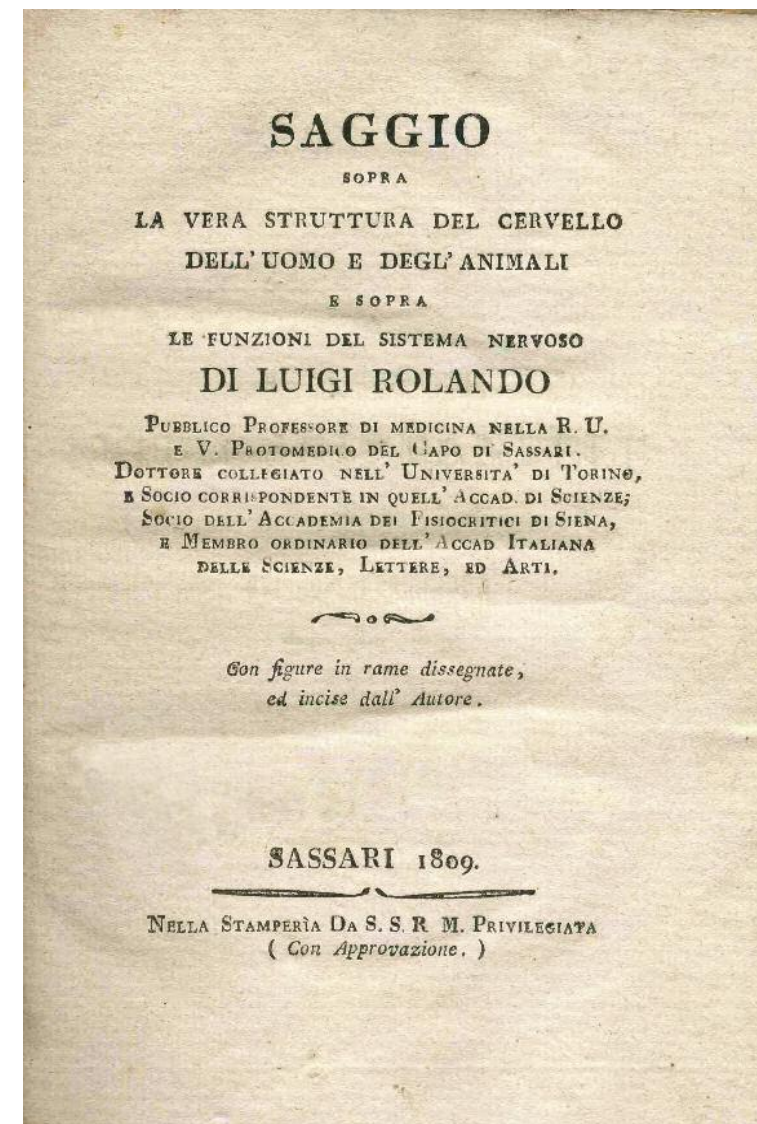 SAGGIO
SOPRA
LA VERA STRUTTURA DEL CERVELLO
DELL' UOMO E DEGL' ANIMALI
E SOPRA
LE FUNZIONI DEL SISTEMA NERVOSO
DI LUIGI ROLANDO
PUBBLICO PROFESSORE DI MEDICINA NELLA R. U.
E V. PROTOMEDICO DEL CAPO DI SASSARI.
DOTTORE COLLEGIATO NELL' UNIVERSITA' DI TORINO,
E SOCIO CORRISPONDENTE IN QUELL' ACCAD. DI SCIENZE;
SOCIO DELL' ACCADEMIA DEI FISIOCRITICI DI SIENA,
E MEMBRO ORDINARIO DELL' ACCAD ITALIANA
DELLE SCIENZE, LETTERE, ED ARTI.
Con figure in rame dissegnate,
ed incise dall' Autore.
SASSARI 1809.
NELLA STAMPERÌA DA S. S. R M. PRIVILEGIATA
( Con Approvazione. )